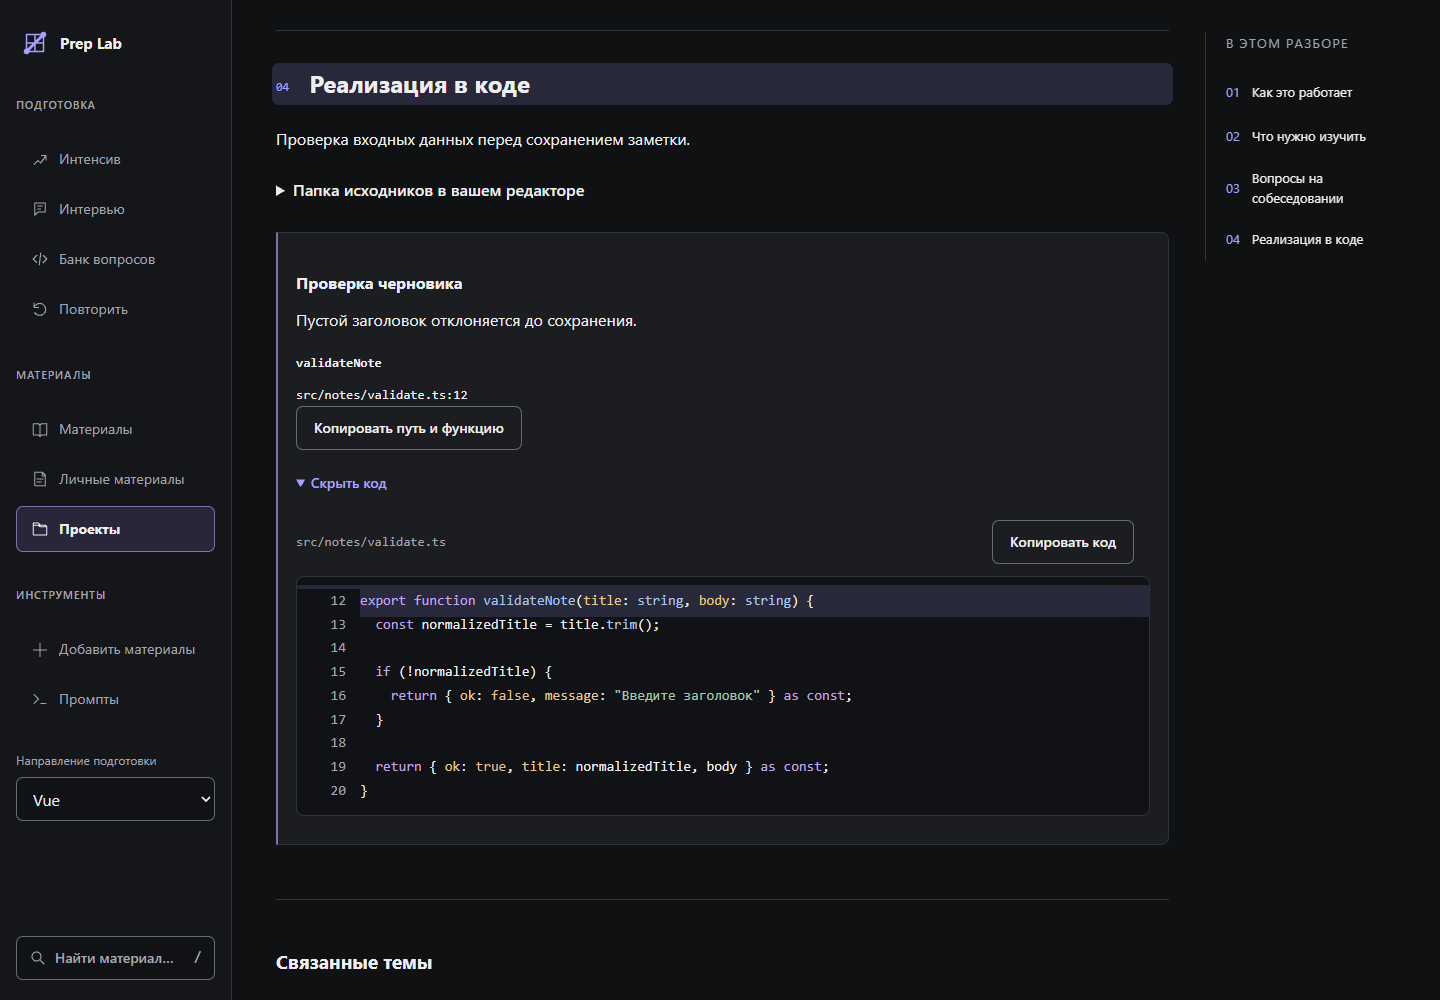 Prep Lab
ПОДГОТОВКА
Интенсив
Интервью
Банк вопросов
Повторить
МАТЕРИАЛЫ
Материалы
Личные материалы
Проекты
ИНСТРУМЕНТЫ
Добавить материалы
Промпты
Направление подготовки
Vue
Найти материал... /
04 Реализация в коде
Проверка входных данных перед сохранением заметки.
Папка исходников в вашем редакторе
Проверка черновика
Пустой заголовок отклоняется до сохранения.
validateNote
src/notes/validate.ts:12
Копировать путь и функцию
Скрыть код
src/notes/validate.ts
Копировать код
12 export function validateNote(title: string, body: string) {
13   const normalizedTitle = title.trim();
14
15   if (!normalizedTitle) {
16     return { ok: false, message: "Введите заголовок" } as const;
17   }
18
19   return { ok: true, title: normalizedTitle, body } as const;
20 }
Связанные темы
В ЭТОМ РАЗБОРЕ
01 Как это работает
02 Что нужно изучить
03 Вопросы на
собеседовании
04 Реализация в коде